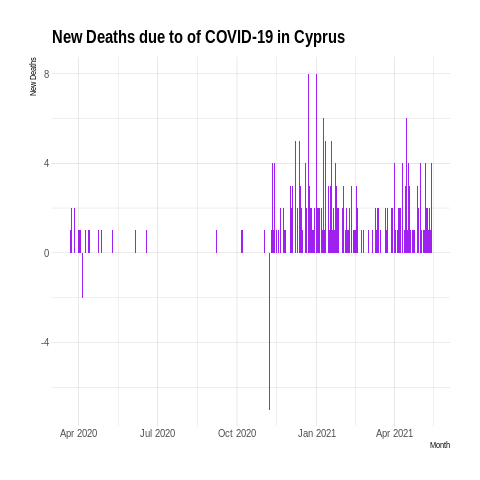 New Deaths due to of COVID-19 in Cyprus
New Deaths
8
4
0
-4
Apr 2020 Jul 2020 Oct 2020 Jan 2021 Apr 2021
Month